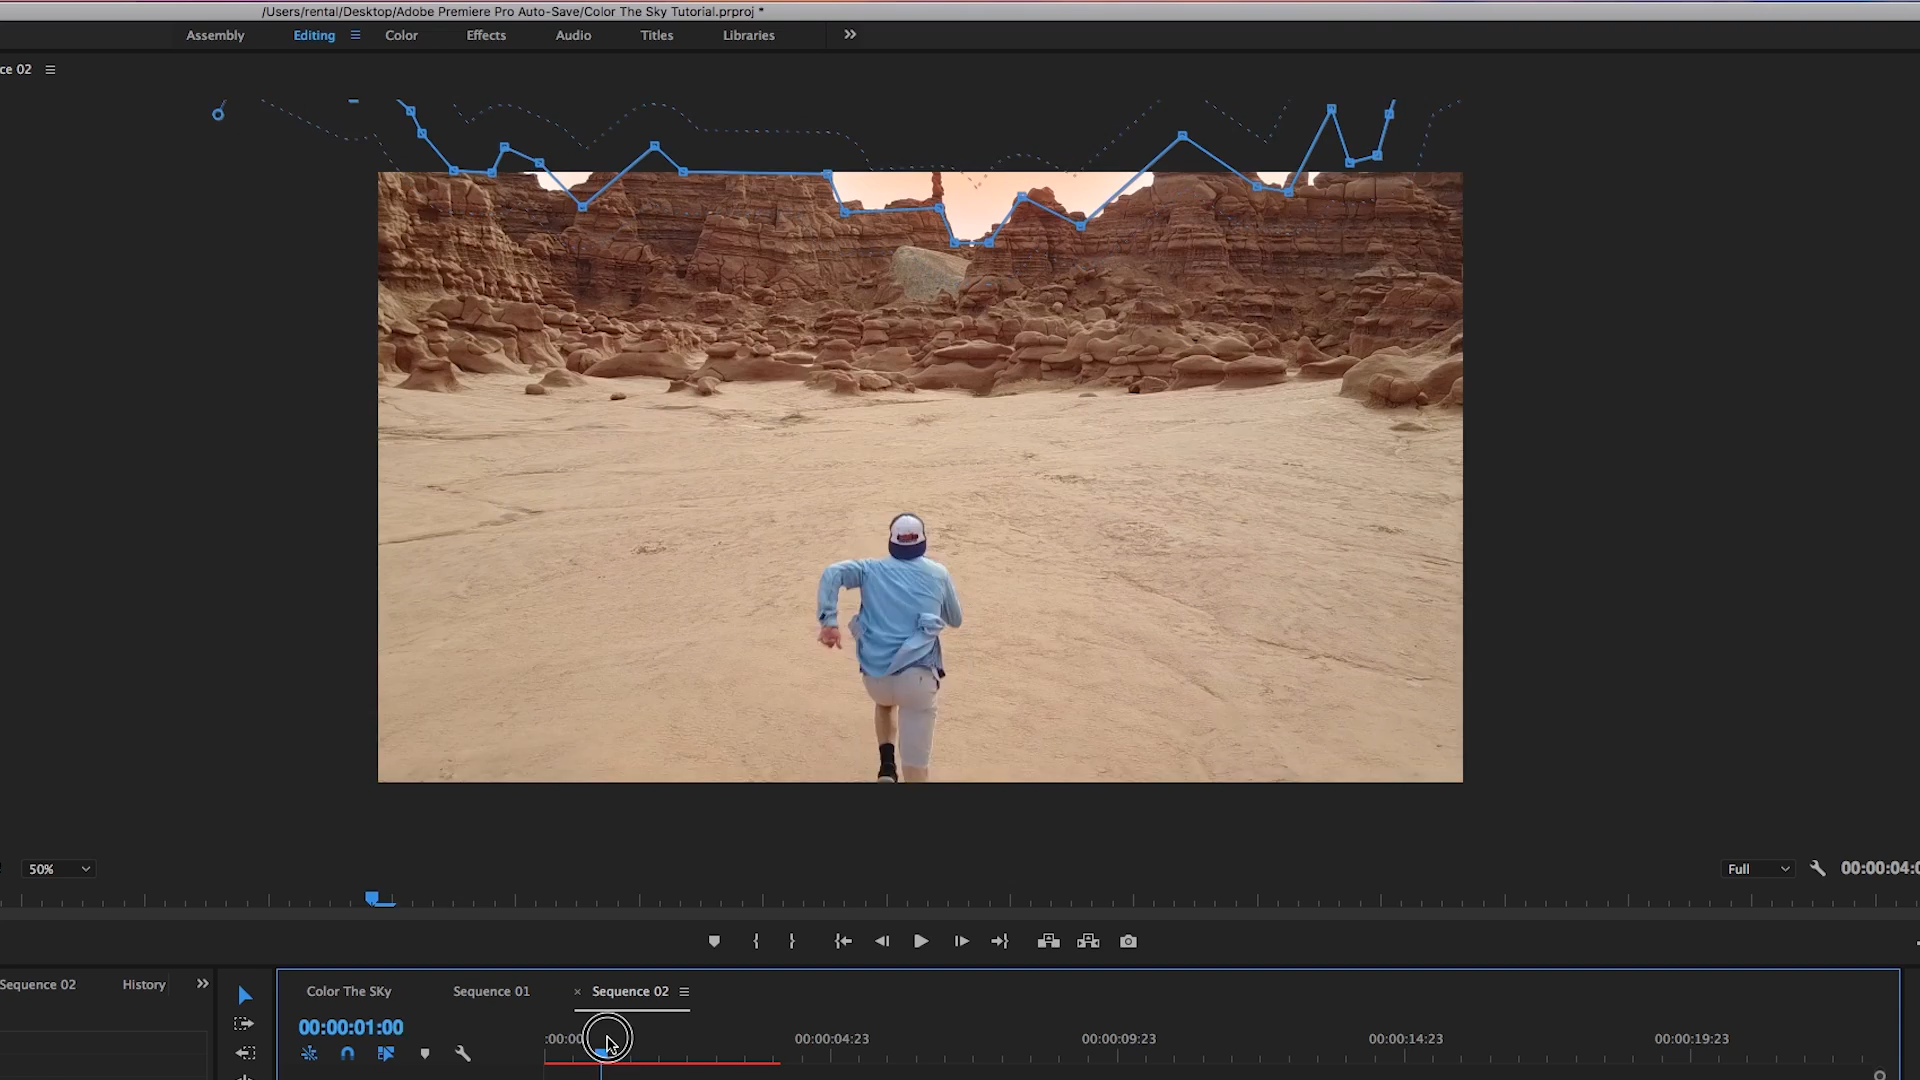 /Users/rental/Desktop/Adobe Premiere Pro Auto-Save/Color The Sky Tutorial.prproj *
Assembly Editing Color Effects Audio Titles Libraries
ce 02
50% Full 00:00:04:0
Sequence 02 History Color The SKy Sequence 01 × Sequence 02
00:00:01:00
:00:00 00:00:04:23 00:00:09:23 00:00:14:23 00:00:19:23